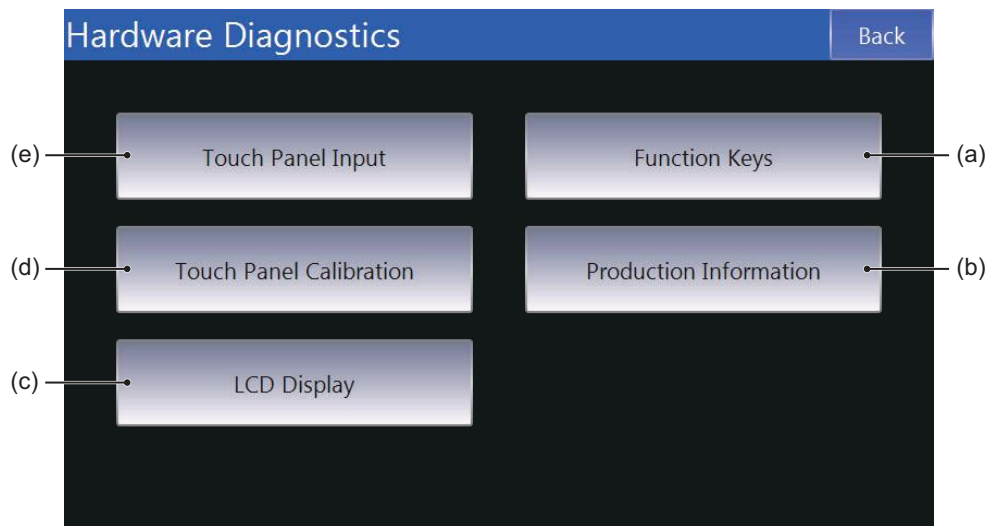 Hardware Diagnostics Back
(e) Touch Panel Input Function Keys (a)
(d) Touch Panel Calibration Production Information (b)
(c) LCD Display